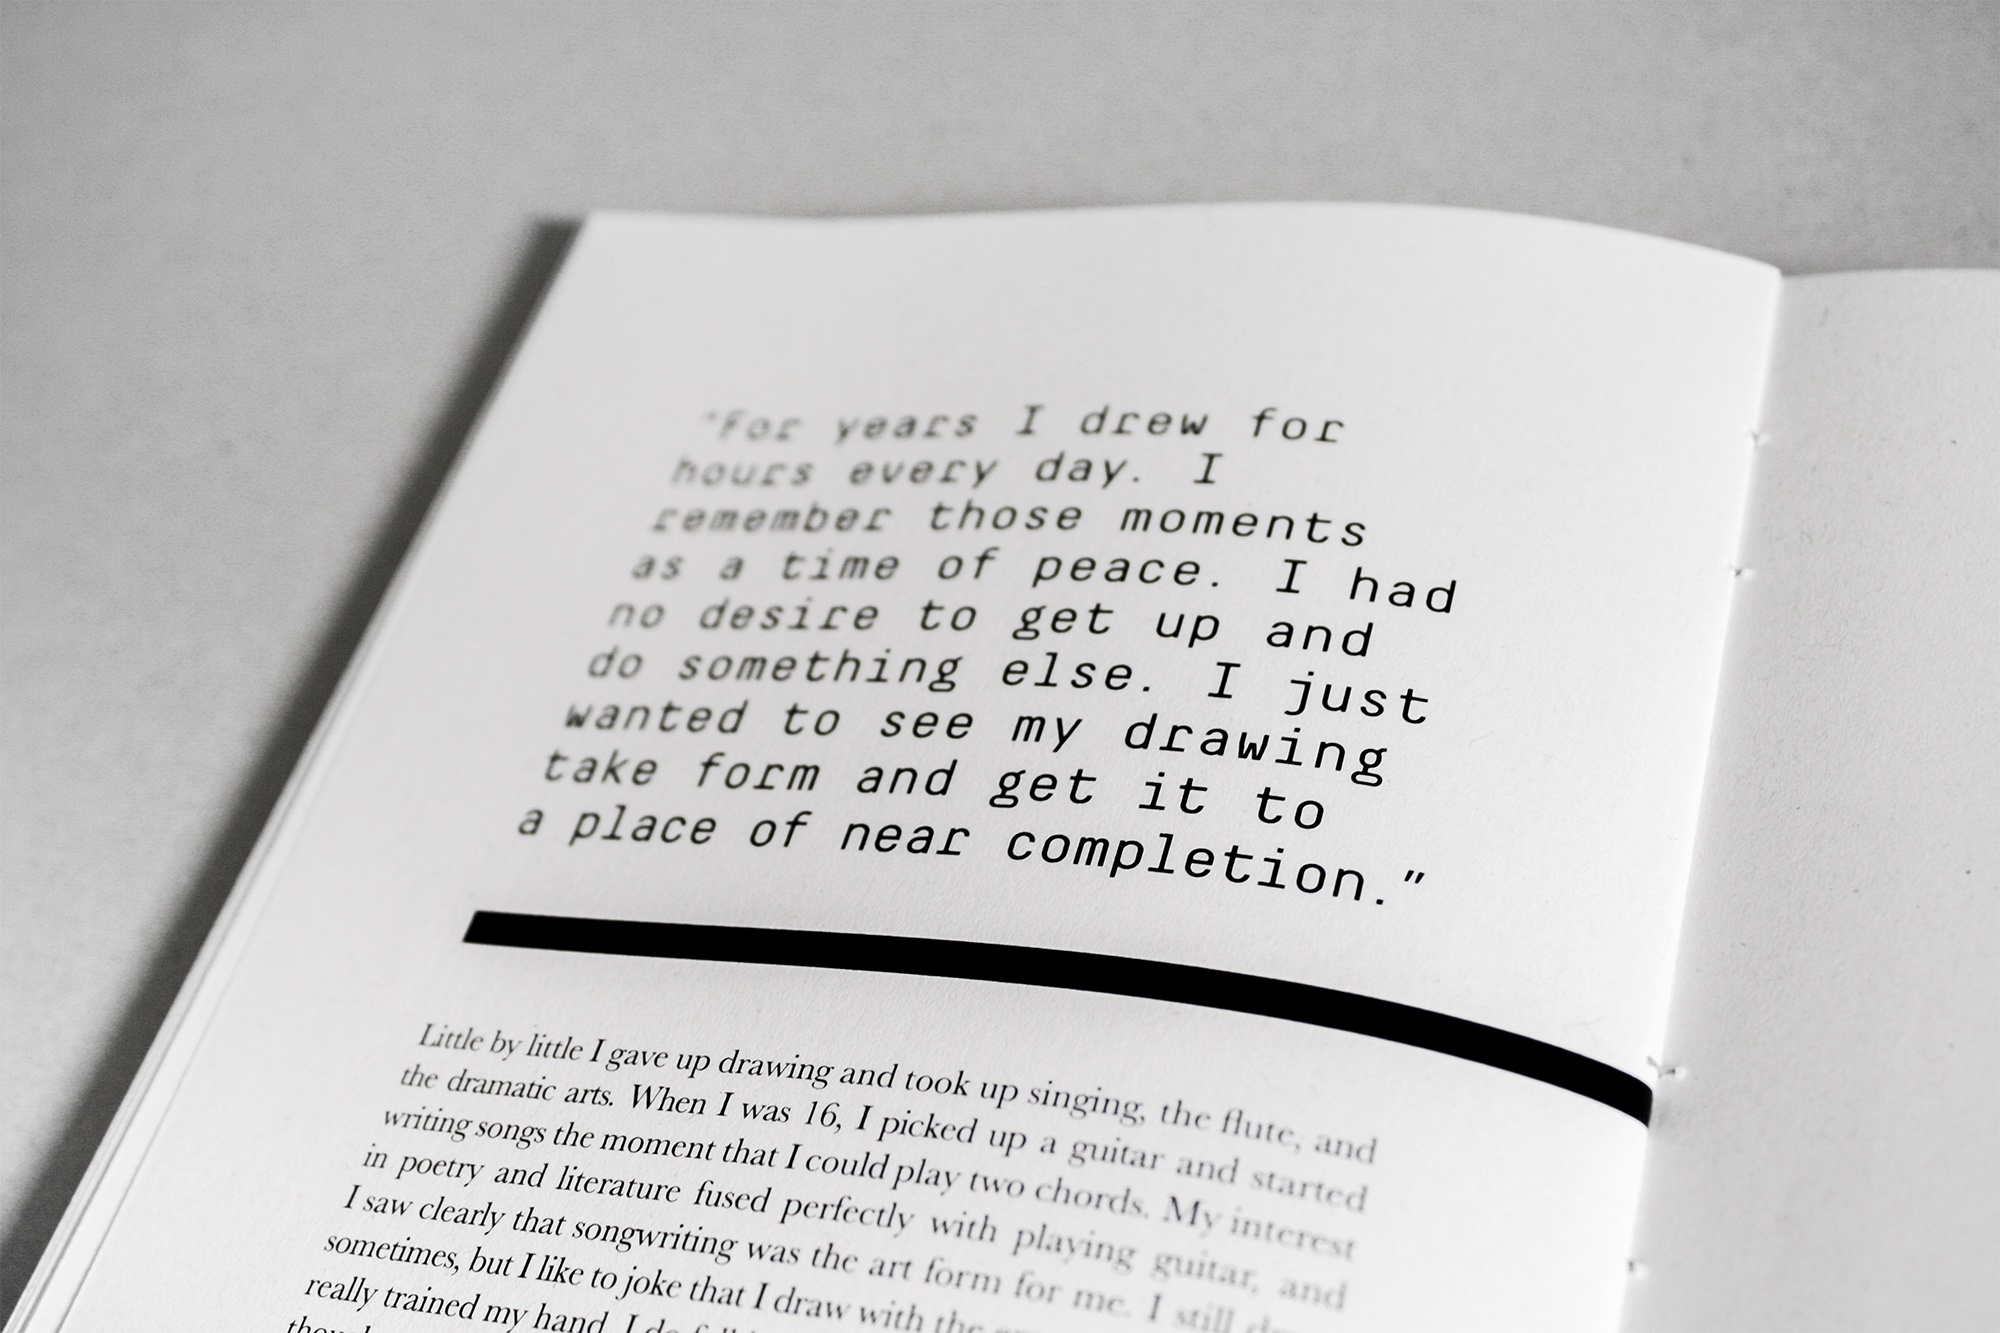 "For years I drew for
hours every day. I
remember those moments
as a time of peace. I had
no desire to get up and
do something else. I just
wanted to see my drawing
take form and get it to
a place of near completion."
Little by little I gave up drawing and took up singing, the flute, and
the dramatic arts. When I was 16, I picked up a guitar and started
writing songs the moment that I could play two chords. My interest
in poetry and literature fused perfectly with playing guitar, and
I saw clearly that songwriting was the art form for me. I still
sometimes, but I like to joke that I draw with the
really trained my hand. I do